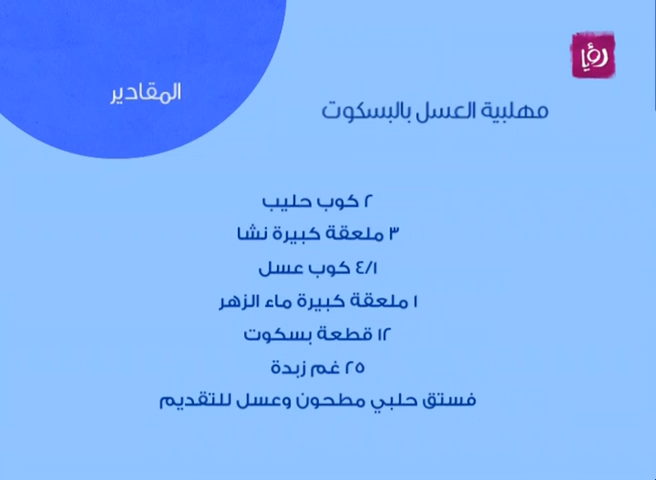 رؤيا
المقادير
مهلبية العسل بالبسكوت
٢ كوب حليب
٣ ملعقة كبيرة نشا
٤/١ كوب عسل
١ ملعقة كبيرة ماء الزهر
١٢ قطعة بسكوت
٢٥ غم زبدة
فستق حلبي مطحون وعسل للتقديم